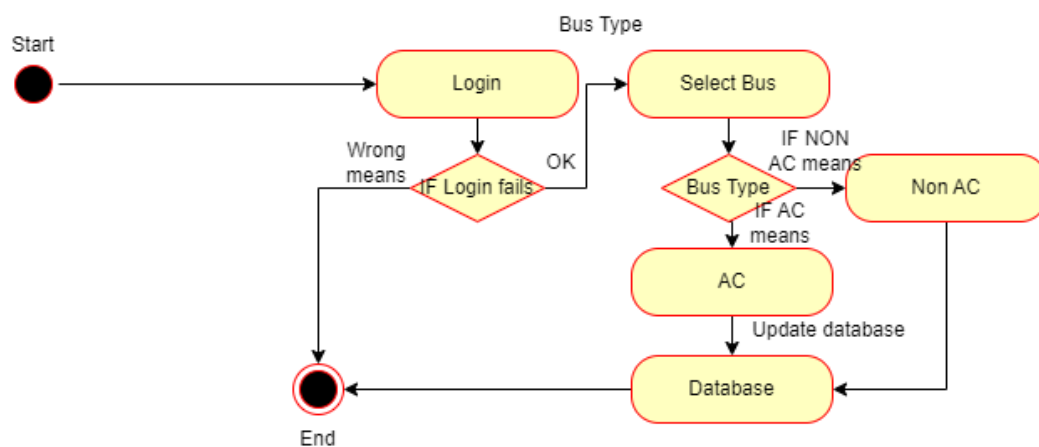 Bus Type
Start
Login
Select Bus
Wrong
means
IF Login fails
OK
IF NON
AC means
Bus Type
Non AC
IF AC
means
AC
Update database
Database
End